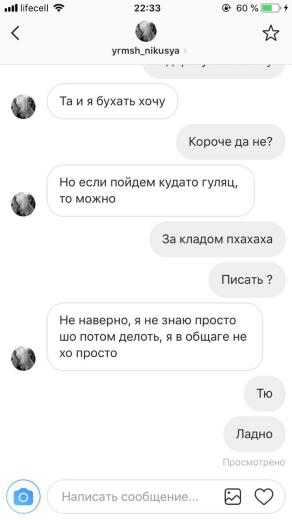 lifecell 22:33 60 %
yrmsh_nikusya
Та и я бухать хочу
Короче да не?
Но если пойдем кудато гуляц,
то можно
За кладом пхахаха
Писать ?
Не наверно, я не знаю просто
шо потом делоть, я в общаге не
хо просто
Тю
Ладно
Просмотрено
Написать сообщение...